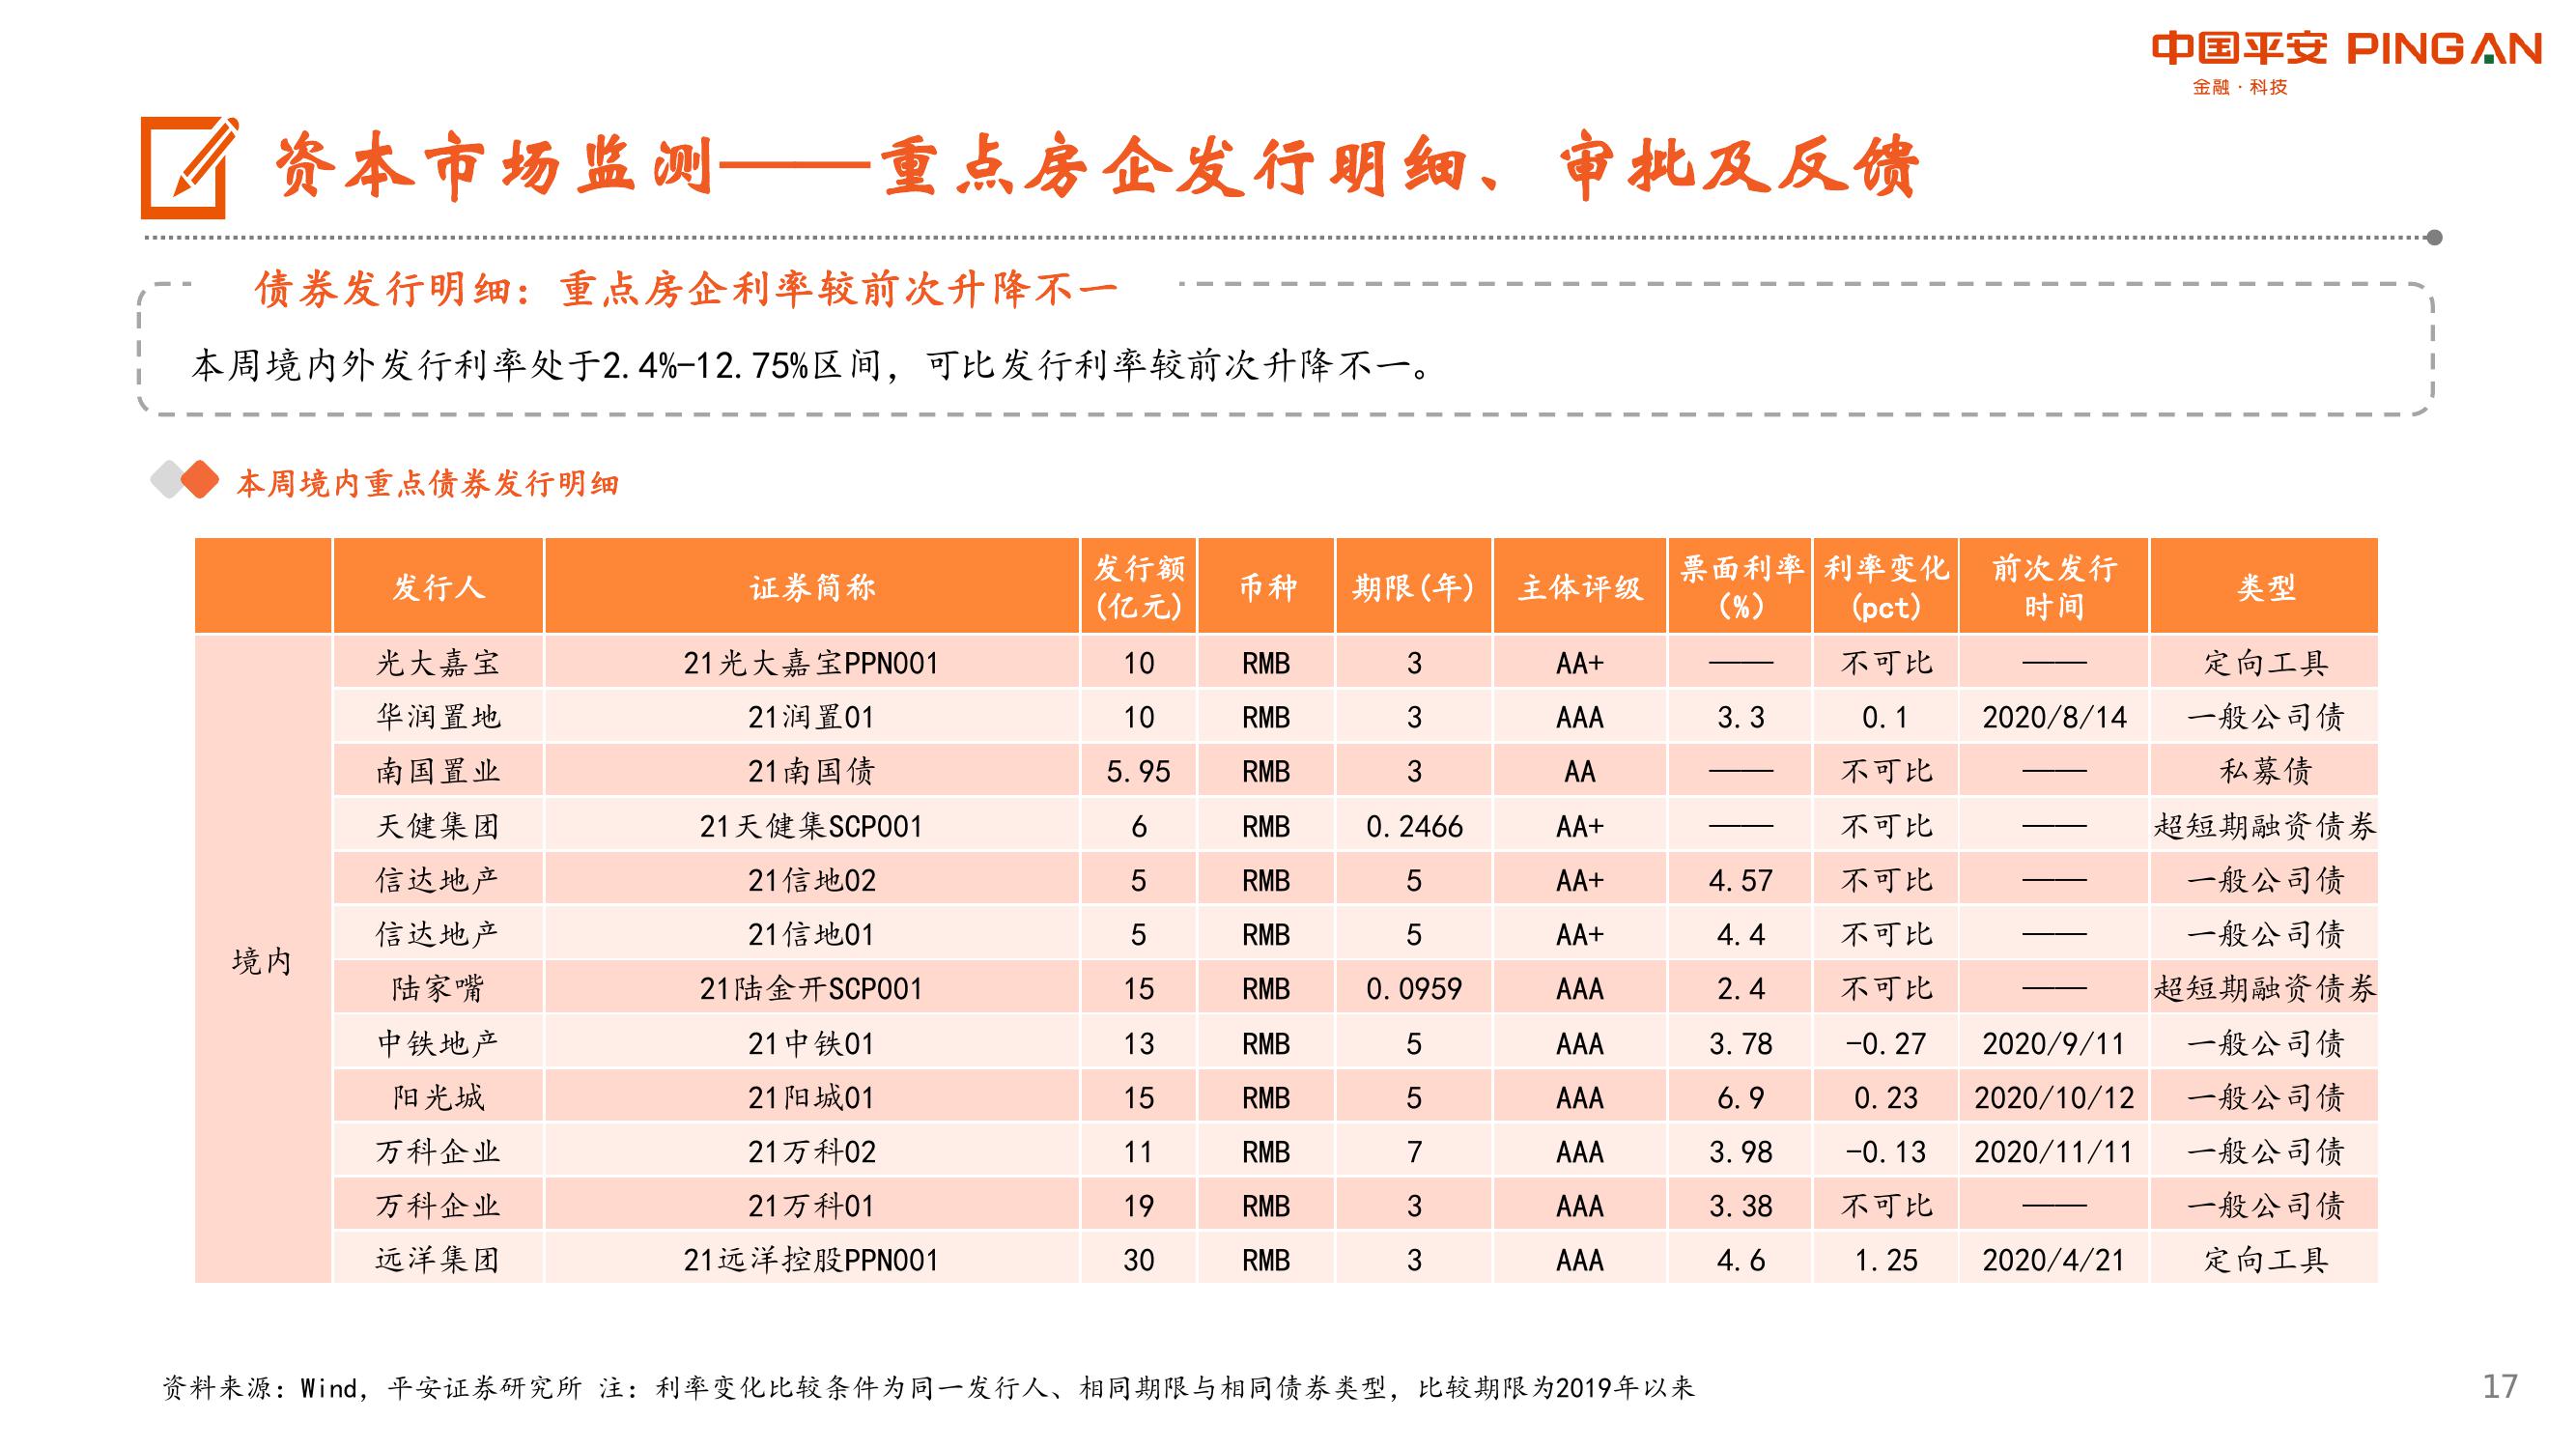 中国平安 PINGAN
金融·科技
资本市场监测——重点房企发行明细、审批及反馈
债券发行明细：重点房企利率较前次升降不一
本周境内外发行利率处于2.4%-12.75%区间，可比发行利率较前次升降不一。
本周境内重点债券发行明细
发行人 证券简称 发行额(亿元) 币种 期限(年) 主体评级 票面利率(%) 利率变化(pct) 前次发行时间 类型
境内
光大嘉宝 21光大嘉宝PPN001 10 RMB 3 AA+ —— 不可比 —— 定向工具
华润置地 21润置01 10 RMB 3 AAA 3.3 0.1 2020/8/14 一般公司债
南国置业 21南国债 5.95 RMB 3 AA —— 不可比 —— 私募债
天健集团 21天健集SCP001 6 RMB 0.2466 AA+ —— 不可比 —— 超短期融资债券
信达地产 21信地02 5 RMB 5 AA+ 4.57 不可比 —— 一般公司债
信达地产 21信地01 5 RMB 5 AA+ 4.4 不可比 —— 一般公司债
陆家嘴 21陆金开SCP001 15 RMB 0.0959 AAA 2.4 不可比 —— 超短期融资债券
中铁地产 21中铁01 13 RMB 5 AAA 3.78 -0.27 2020/9/11 一般公司债
阳光城 21阳城01 15 RMB 5 AAA 6.9 0.23 2020/10/12 一般公司债
万科企业 21万科02 11 RMB 7 AAA 3.98 -0.13 2020/11/11 一般公司债
万科企业 21万科01 19 RMB 3 AAA 3.38 不可比 —— 一般公司债
远洋集团 21远洋控股PPN001 30 RMB 3 AAA 4.6 1.25 2020/4/21 定向工具
资料来源：Wind，平安证券研究所 注：利率变化比较条件为同一发行人、相同期限与相同债券类型，比较期限为2019年以来
17